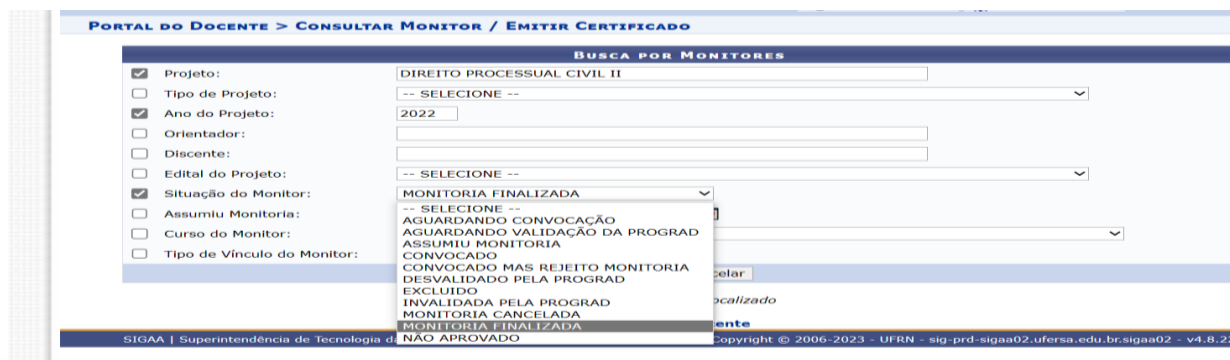 PORTAL DO DOCENTE > CONSULTAR MONITOR / EMITIR CERTIFICADO
BUSCA POR MONITORES
Projeto: DIREITO PROCESSUAL CIVIL II
Tipo de Projeto: -- SELECIONE --
Ano do Projeto: 2022
Orientador:
Discente:
Edital do Projeto: -- SELECIONE --
Situação do Monitor: MONITORIA FINALIZADA
Assumiu Monitoria:
Curso do Monitor:
Tipo de Vínculo do Monitor:
-- SELECIONE --
AGUARDANDO CONVOCAÇÃO
AGUARDANDO VALIDAÇÃO DA PROGRAD
ASSUMIU MONITORIA
CONVOCADO
CONVOCADO MAS REJEITO MONITORIA
DESVALIDADO PELA PROGRAD
EXCLUIDO
INVALIDADA PELA PROGRAD
MONITORIA CANCELADA
MONITORIA FINALIZADA
NÃO APROVADO
celar
ocalizado
ente
SIGAA | Superintendência de Tecnologia d Copyright © 2006-2023 - UFRN - sig-prd-sigaa02.ufersa.edu.br.sigaa02 - v4.8.2